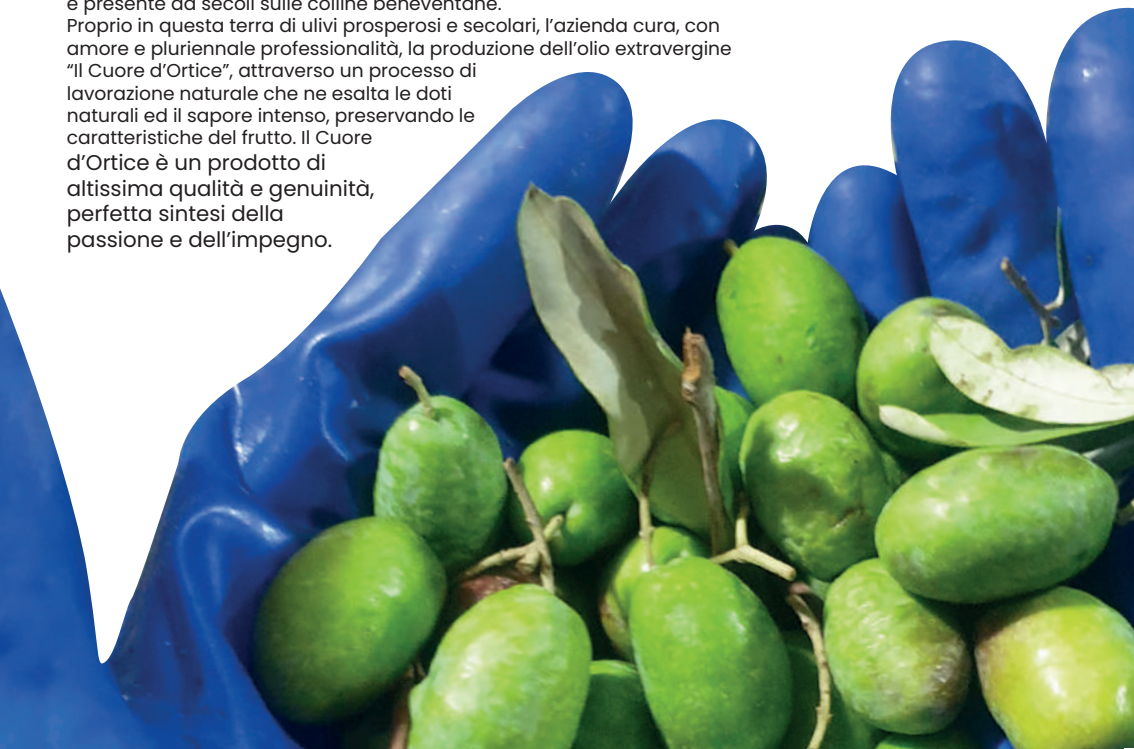 è presente da secoli sulle colline beneventane.
Proprio in questa terra di ulivi prosperosi e secolari, l’azienda cura, con
amore e pluriennale professionalità, la produzione dell’olio extravergine
“Il Cuore d’Ortice”, attraverso un processo di
lavorazione naturale che ne esalta le doti
naturali ed il sapore intenso, preservando le
caratteristiche del frutto. Il Cuore
d’Ortice è un prodotto di
altissima qualità e genuinità,
perfetta sintesi della
passione e dell’impegno.